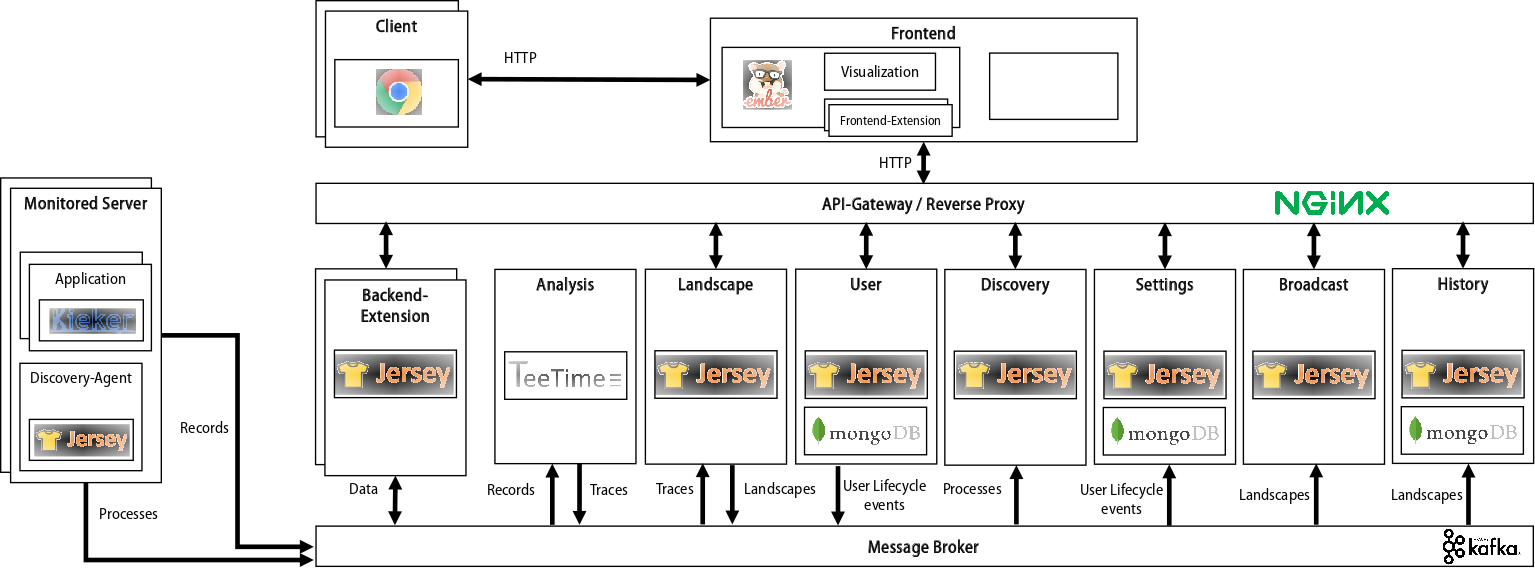 Client
HTTP
Frontend
ember
Visualization
Frontend-Extension
HTTP
API-Gateway / Reverse Proxy
NGINX
Monitored Server
Application
Kieker
Discovery-Agent
Jersey
Records
Processes
Backend-
Extension
Jersey
Data
Analysis
TeeTime
Records
Traces
Landscape
Jersey
Traces
Landscapes
User
Jersey
mongoDB
User Lifecycle
events
Discovery
Jersey
Processes
Settings
Jersey
mongoDB
User Lifecycle
events
Broadcast
Jersey
Landscapes
History
Jersey
mongoDB
Landscapes
Message Broker
kafka